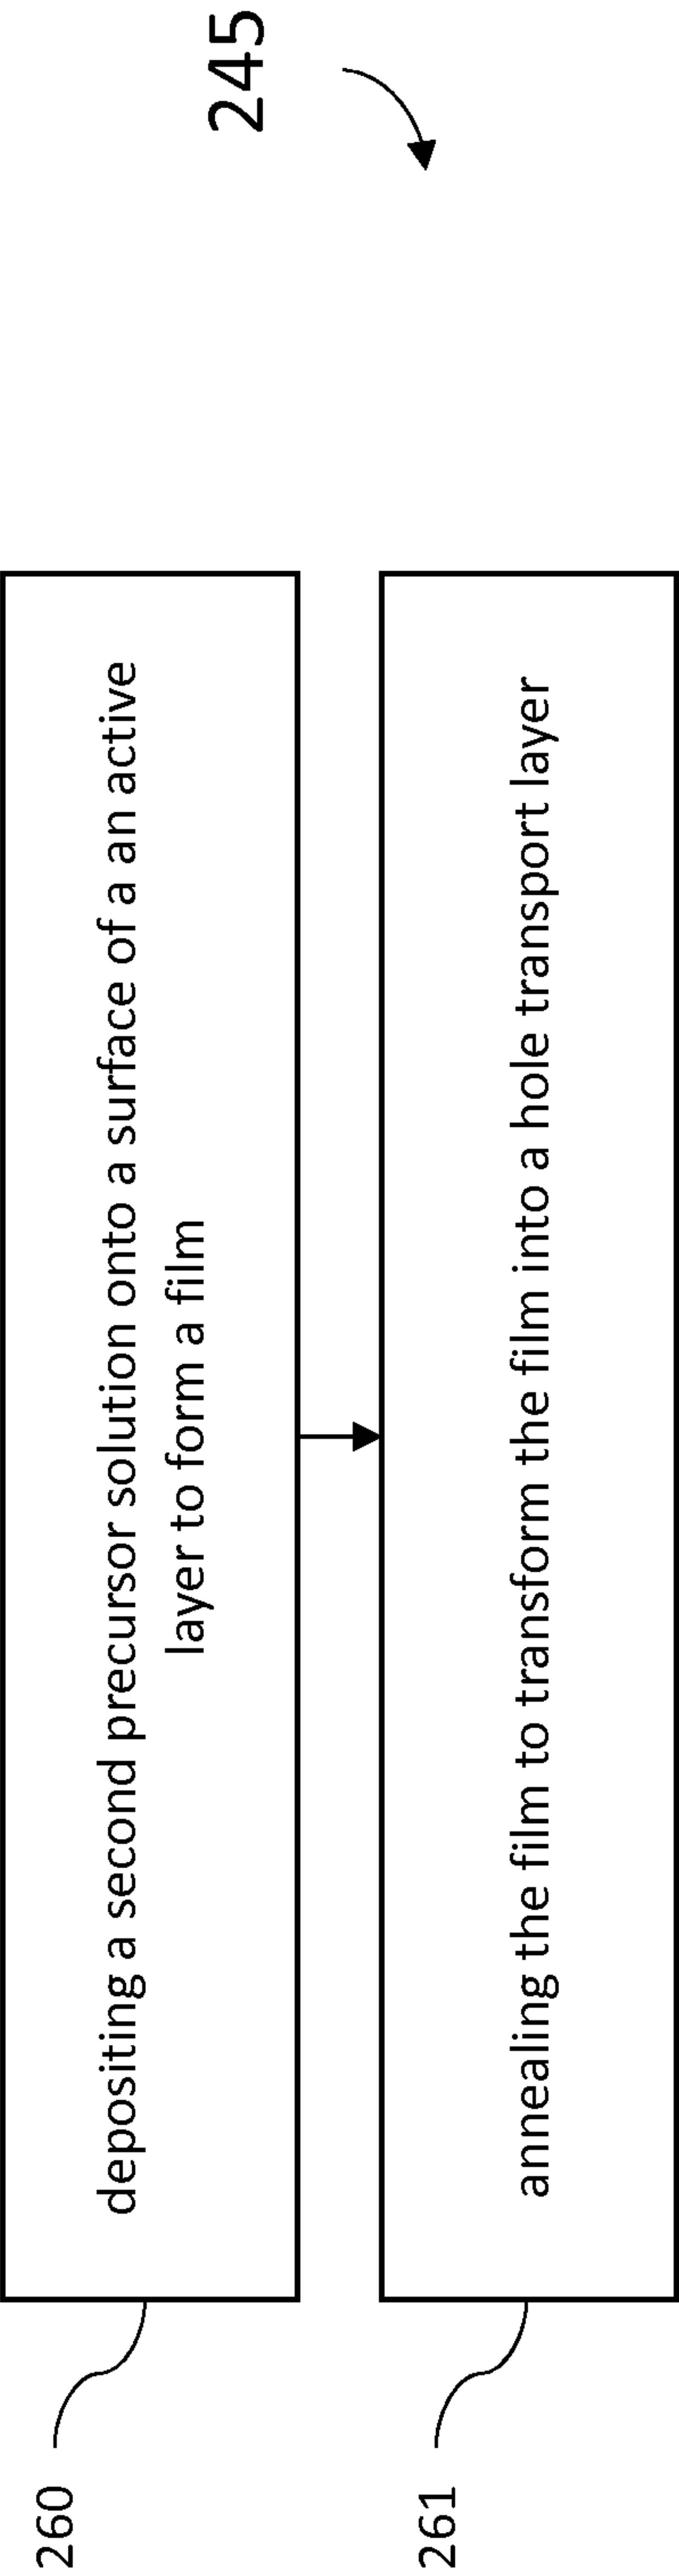 245
260
depositing a second precursor solution onto a surface of a an active
layer to form a film
261
annealing the film to transform the film into a hole transport layer